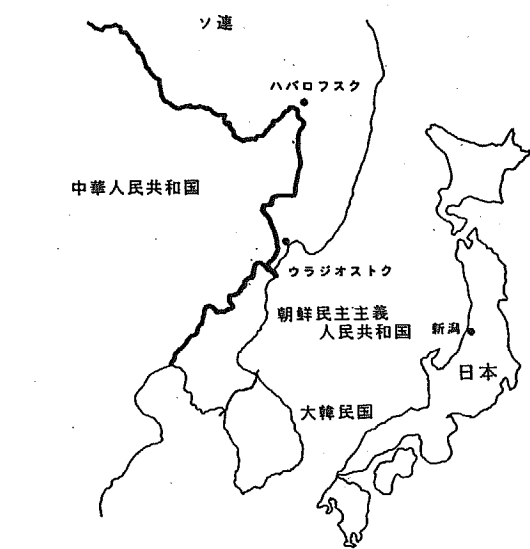 ソ連
ハバロフスク
中華人民共和国
ウラジオストク
朝鮮民主主義
人民共和国
新潟
日本
大韓民国